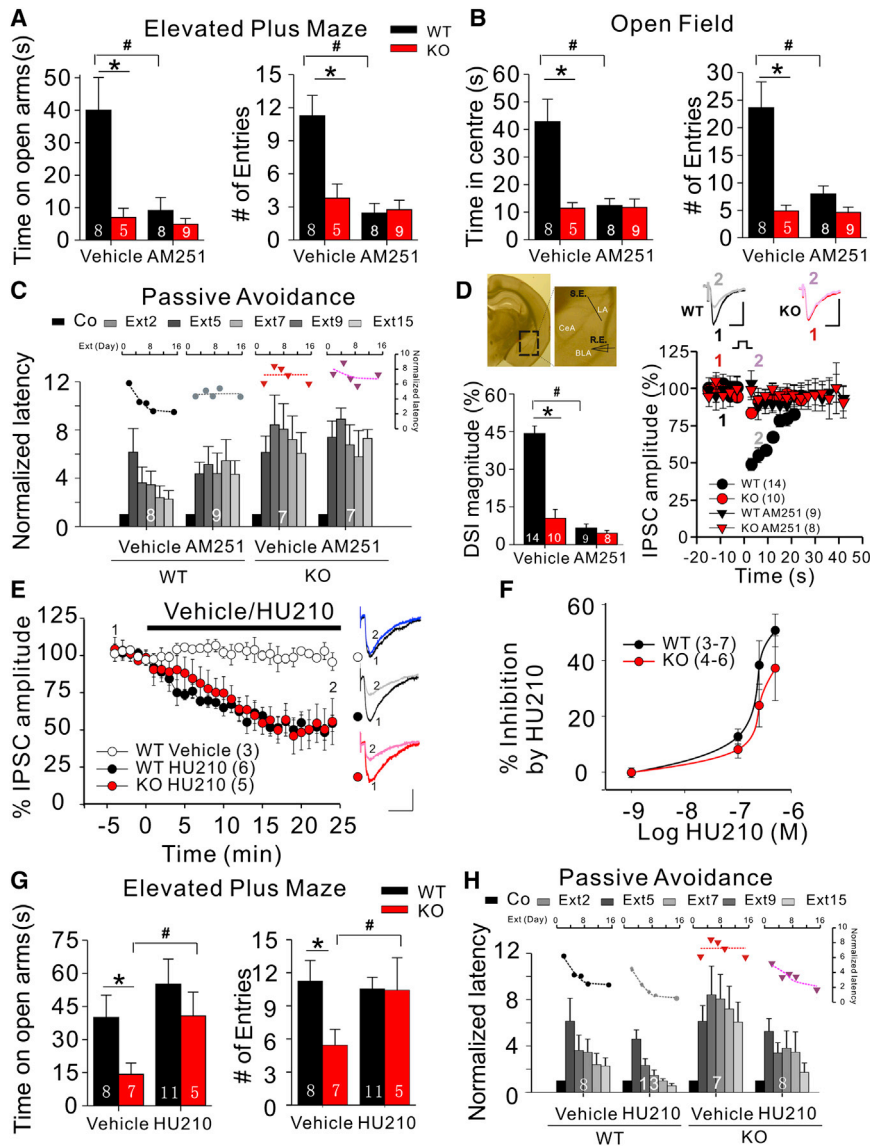 A
Elevated Plus Maze
WT
KO
#
*
Time on open arms(s)
50
40
30
20
10
0
8
5
8
9
Vehicle AM251
#
*
# of Entries
15
12
9
6
3
0
8
5
8
9
Vehicle AM251
B
Open Field
#
*
Time in centre (s)
60
50
40
30
20
10
0
8
5
8
9
Vehicle AM251
#
*
# of Entries
30
25
20
15
10
5
0
8
5
8
9
Vehicle AM251
C
Passive Avoidance
Co Ext2 Ext5 Ext7 Ext9 Ext15
Ext (Day) 0 8 16 0 8 16 0 8 16 0 8 16
10
8
6
4
2
0
Normalized latency
Normalized latency
12
8
4
0
8
9
7
7
Vehicle AM251 Vehicle AM251
WT KO
D
S.E.
LA
CeA
R.E.
BLA
WT
2
1
KO
2
1
#
*
DSI magnitude (%)
60
50
40
30
20
10
0
14
10
9
8
Vehicle AM251
1
2
1
2
IPSC amplitude (%)
125
100
75
50
25
0
WT (14)
KO (10)
WT AM251 (9)
KO AM251 (8)
-20 -10 0 10 20 30 40 50
Time (s)
E
Vehicle/HU210
% IPSC amplitude
125
100
75
50
25
0
1
2
WT Vehicle (3)
WT HU210 (6)
KO HU210 (5)
-5 0 5 10 15 20 25
Time (min)
2
1
2
1
2
1
F
% Inhibition
by HU210
60
40
20
0
WT (3-7)
KO (4-6)
-9 -8 -7 -6
Log HU210 (M)
G
Elevated Plus Maze
WT
KO
#
*
Time on open arms(s)
75
60
45
30
15
0
8
7
11
5
Vehicle HU210
#
*
# of Entries
15
12
9
6
3
0
8
7
11
5
Vehicle HU210
H
Passive Avoidance
Co Ext2 Ext5 Ext7 Ext9 Ext15
Ext (Day) 0 8 16 0 8 16 0 8 16 0 8 16
10
8
6
4
2
0
Normalized latency
Normalized latency
12
8
4
0
8
13
7
8
Vehicle HU210 Vehicle HU210
WT KO